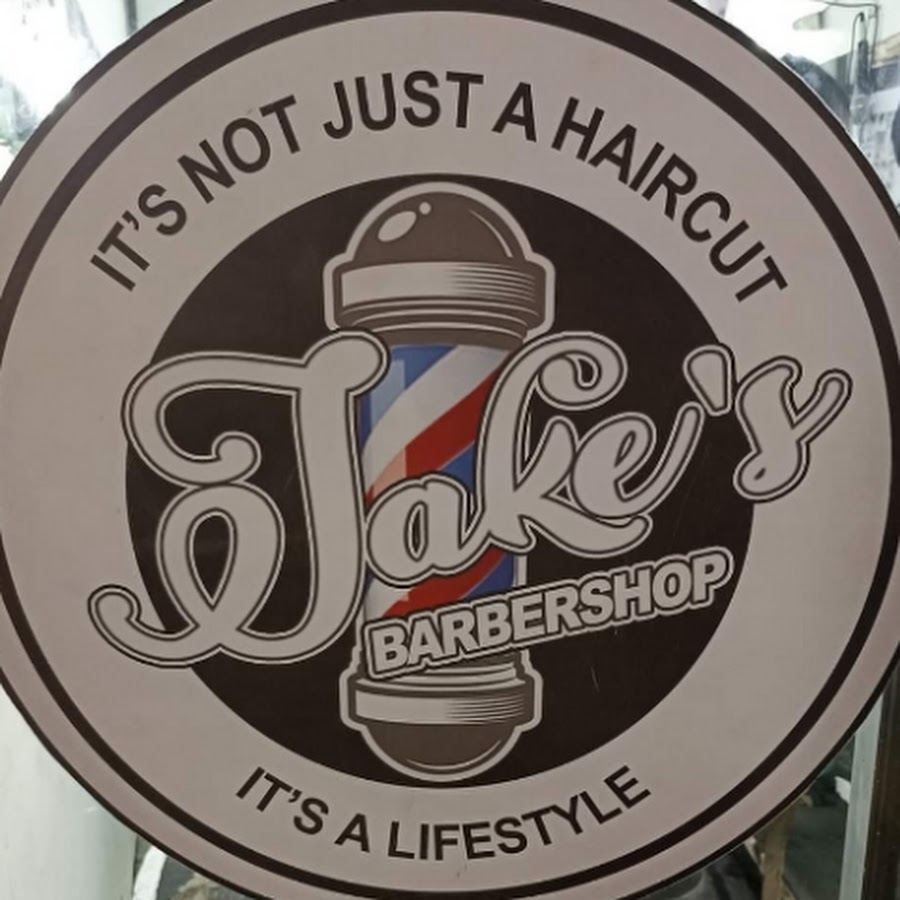 IT'S NOT JUST A HAIRCUT
Jake's
BARBERSHOP
IT'S A LIFESTYLE